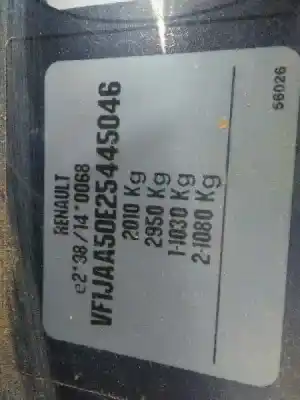 RENAULT
e2*38/14*0068
VF1JAA50E25445046
2010 Kg
2950 Kg
1-1030 Kg
2-1080 Kg
56026